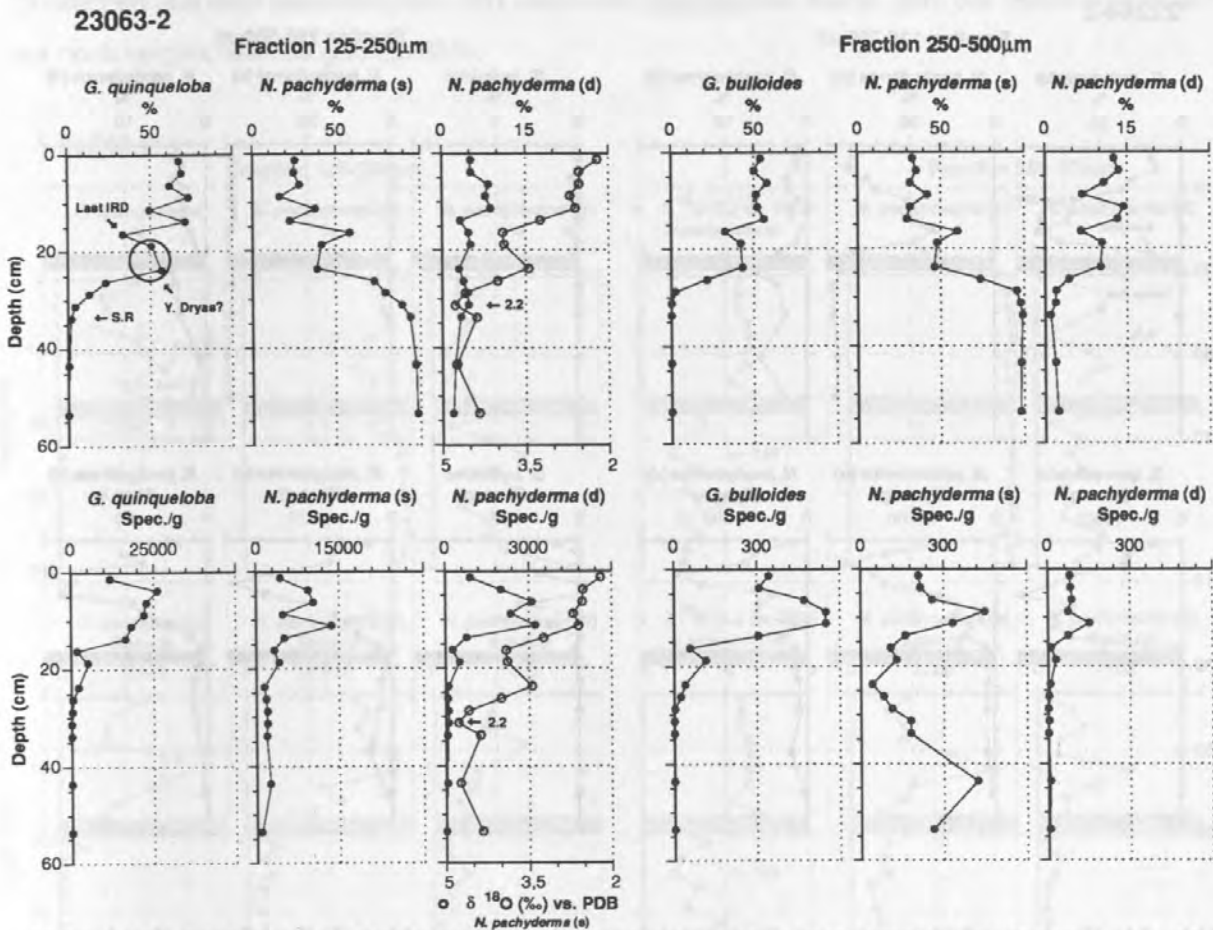 23063-2
Fraction 125-250µm
Fraction 250-500µm
G. quinqueloba
%
N. pachyderma (s)
%
N. pachyderma (d)
%
G. bulloides
%
N. pachyderma (s)
%
N. pachyderma (d)
%
0 50
0 50
0 15
0 50
0 50
0 15
0
20
40
60
Depth (cm)
Last IRD
Y. Dryas?
S.R
2.2
5 3,5 2
G. quinqueloba
Spec./g
N. pachyderma (s)
Spec./g
N. pachyderma (d)
Spec./g
G. bulloides
Spec./g
N. pachyderma (s)
Spec./g
N. pachyderma (d)
Spec./g
0 25000
0 15000
0 30000
0 300
0 300
0 300
0
20
40
60
Depth (cm)
2.2
5 3,5 2
o δ 18O (‰) vs. PDB
N. pachyderma (s)